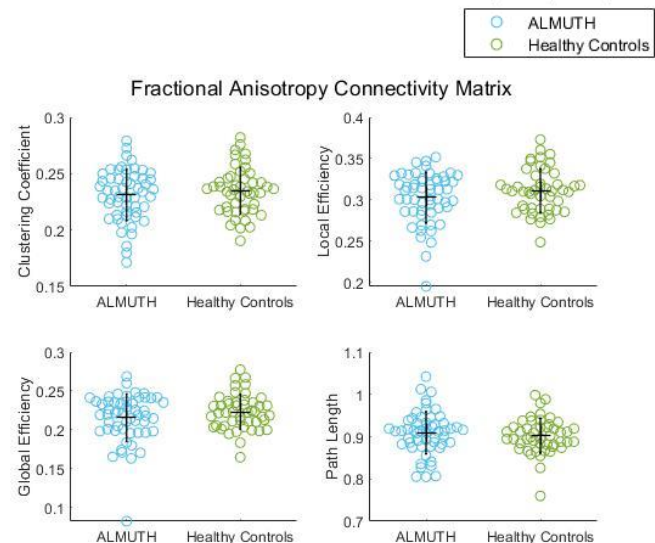 ALMUTH
Healthy Controls
Fractional Anisotropy Connectivity Matrix
Clustering Coefficient
0.3
0.25
0.2
0.15
ALMUTH Healthy Controls
Local Efficiency
0.4
0.35
0.3
0.25
0.2
ALMUTH Healthy Controls
Global Efficiency
0.3
0.25
0.2
0.15
0.1
ALMUTH Healthy Controls
Path Length
1.1
1
0.9
0.8
0.7
ALMUTH Healthy Controls